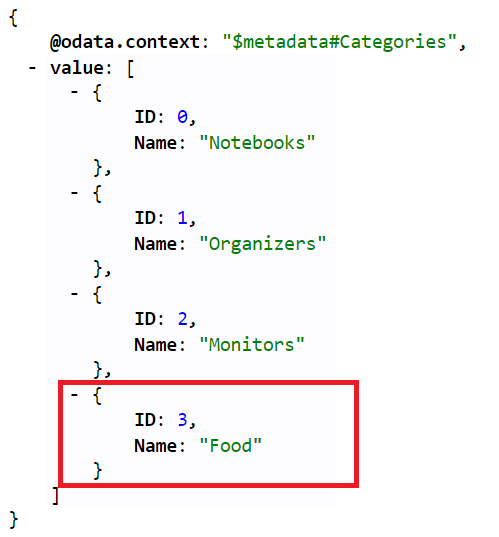 {
@odata.context: "$metadata#Categories",
- value: [
- {
ID: 0,
Name: "Notebooks"
},
- {
ID: 1,
Name: "Organizers"
},
- {
ID: 2,
Name: "Monitors"
},
- {
ID: 3,
Name: "Food"
}
]
}